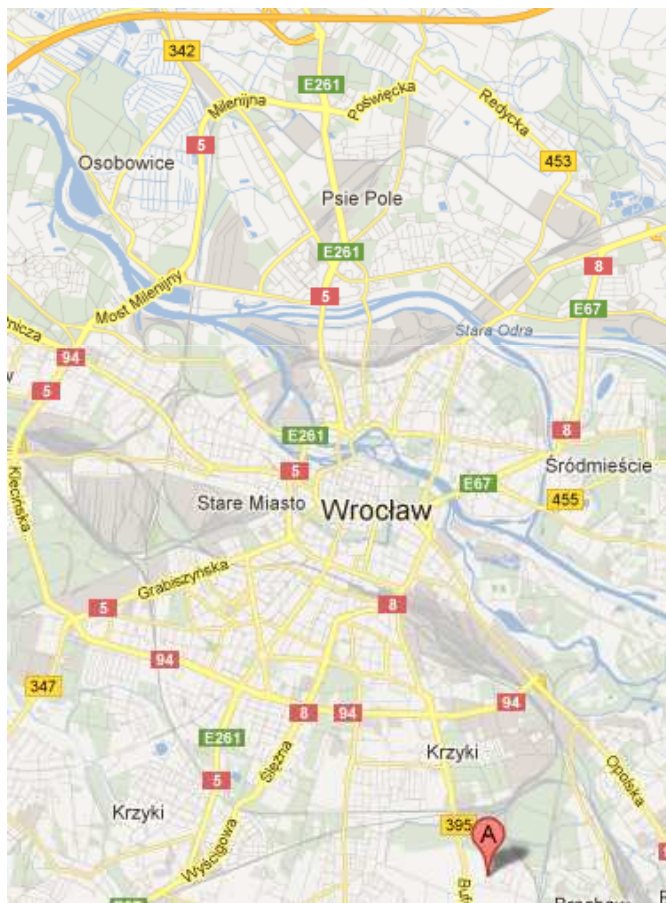 342
E261
Milenijna
Poświęcka
Redycka
5
Osobowice
453
Psie Pole
E261
8
5
Most Milenijny
E67
Stara Odra
94
5
E261
8
5
Śródmieście
E67
455
Stare Miasto
Wrocław
Klecińska
Grabiszyńska
5
8
94
347
94
8
94
E261
Ślężna
Krzyki
5
Opolska
Krzyki
395
A
Wyścigowa